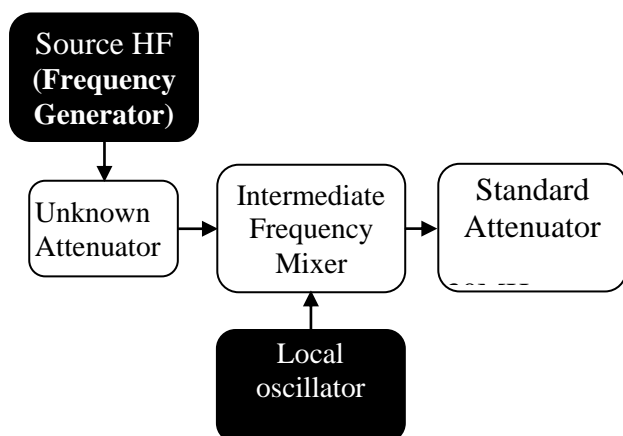 Source HF
(Frequency
Generator)
Unknown
Attenuator
Intermediate
Frequency
Mixer
Standard
Attenuator
Local
oscillator